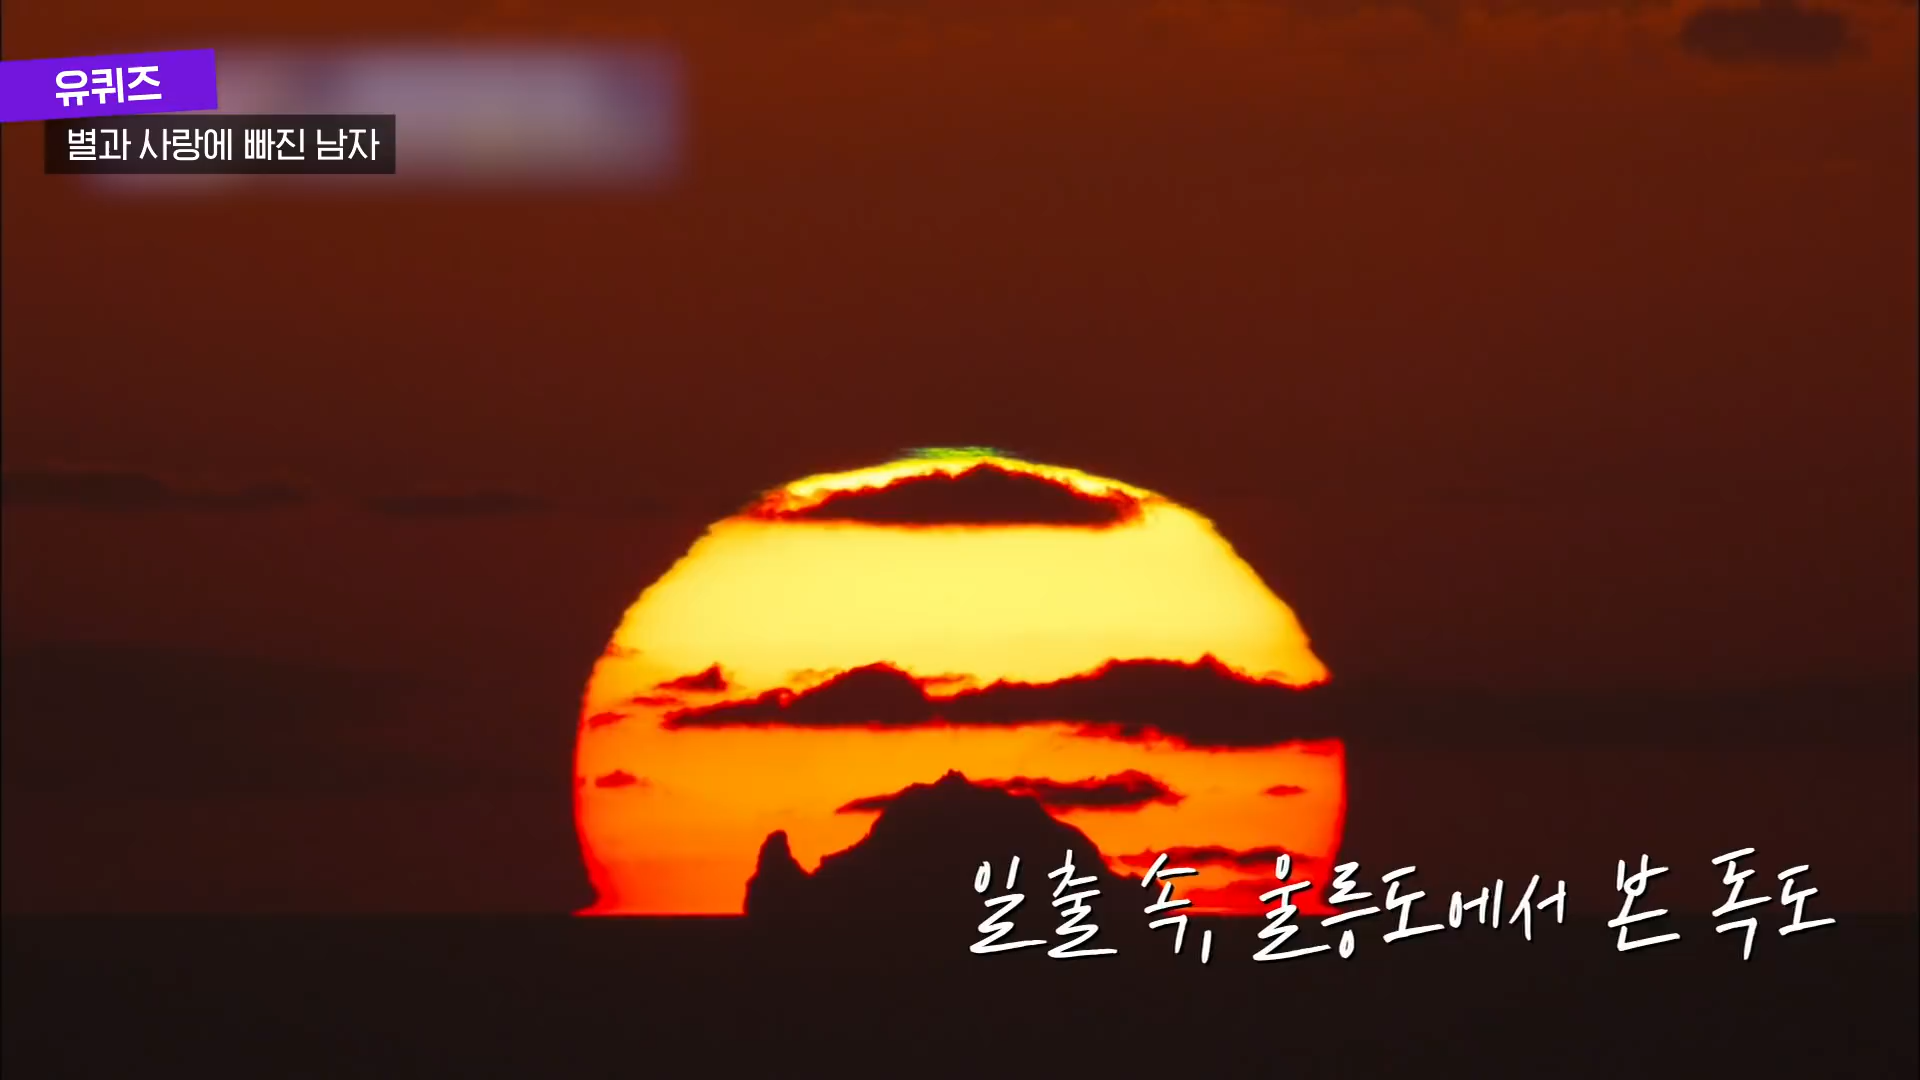 유퀴즈
별과 사랑에 빠진 남자
일출 속, 울릉도에서 본 독도